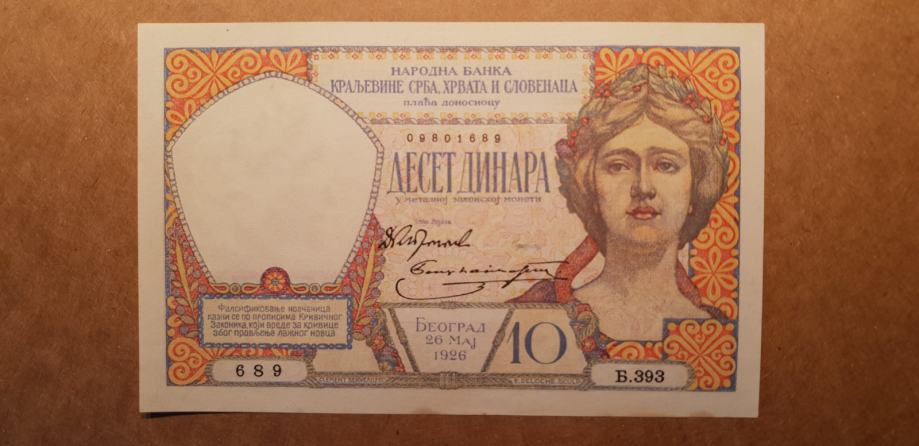 НАРОДНА БАНКА
КРАЉЕВИНЕ СРБА, ХРВАТА И СЛОВЕНАЦА
плаћа доносиоцу
09801689
ДЕСЕТ ДИНАРА
у металној законској монети
Фалсификовање новчаница
казни се по прописима Кривичног
Законика, који вреде за кривице
због прављења лажног новца
БЕОГРАД
26 МАЈ
1926
10
689
Б.393